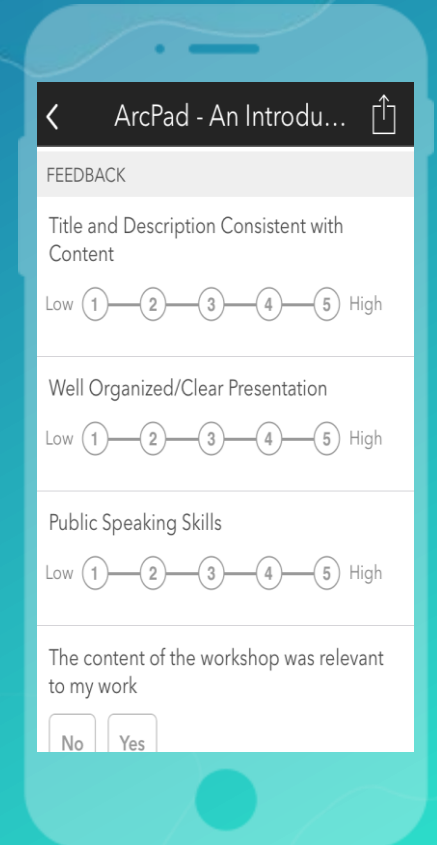 ArcPad - An Introdu...
FEEDBACK
Title and Description Consistent with
Content
Low 1 2 3 4 5 High
Well Organized/Clear Presentation
Low 1 2 3 4 5 High
Public Speaking Skills
Low 1 2 3 4 5 High
The content of the workshop was relevant
to my work
No Yes